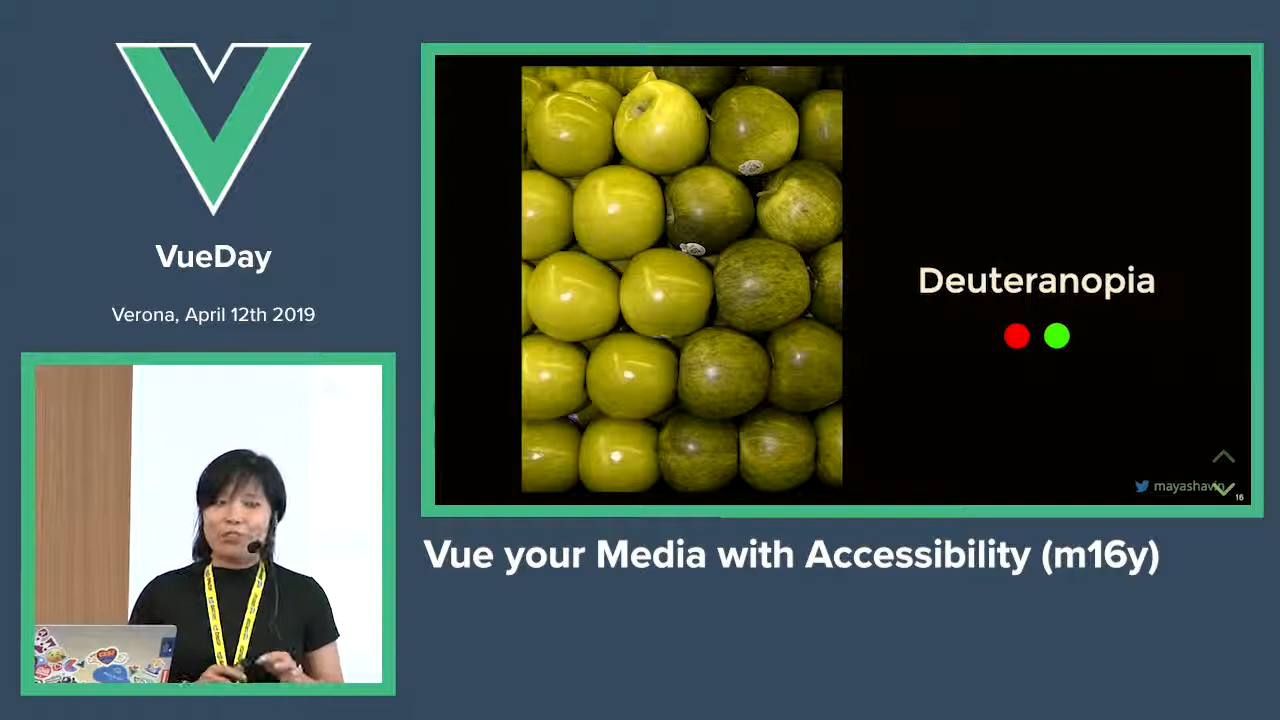 VueDay
Verona, April 12th 2019
Deuteranopia
mayashavin
16
Vue your Media with Accessibility (m16y)